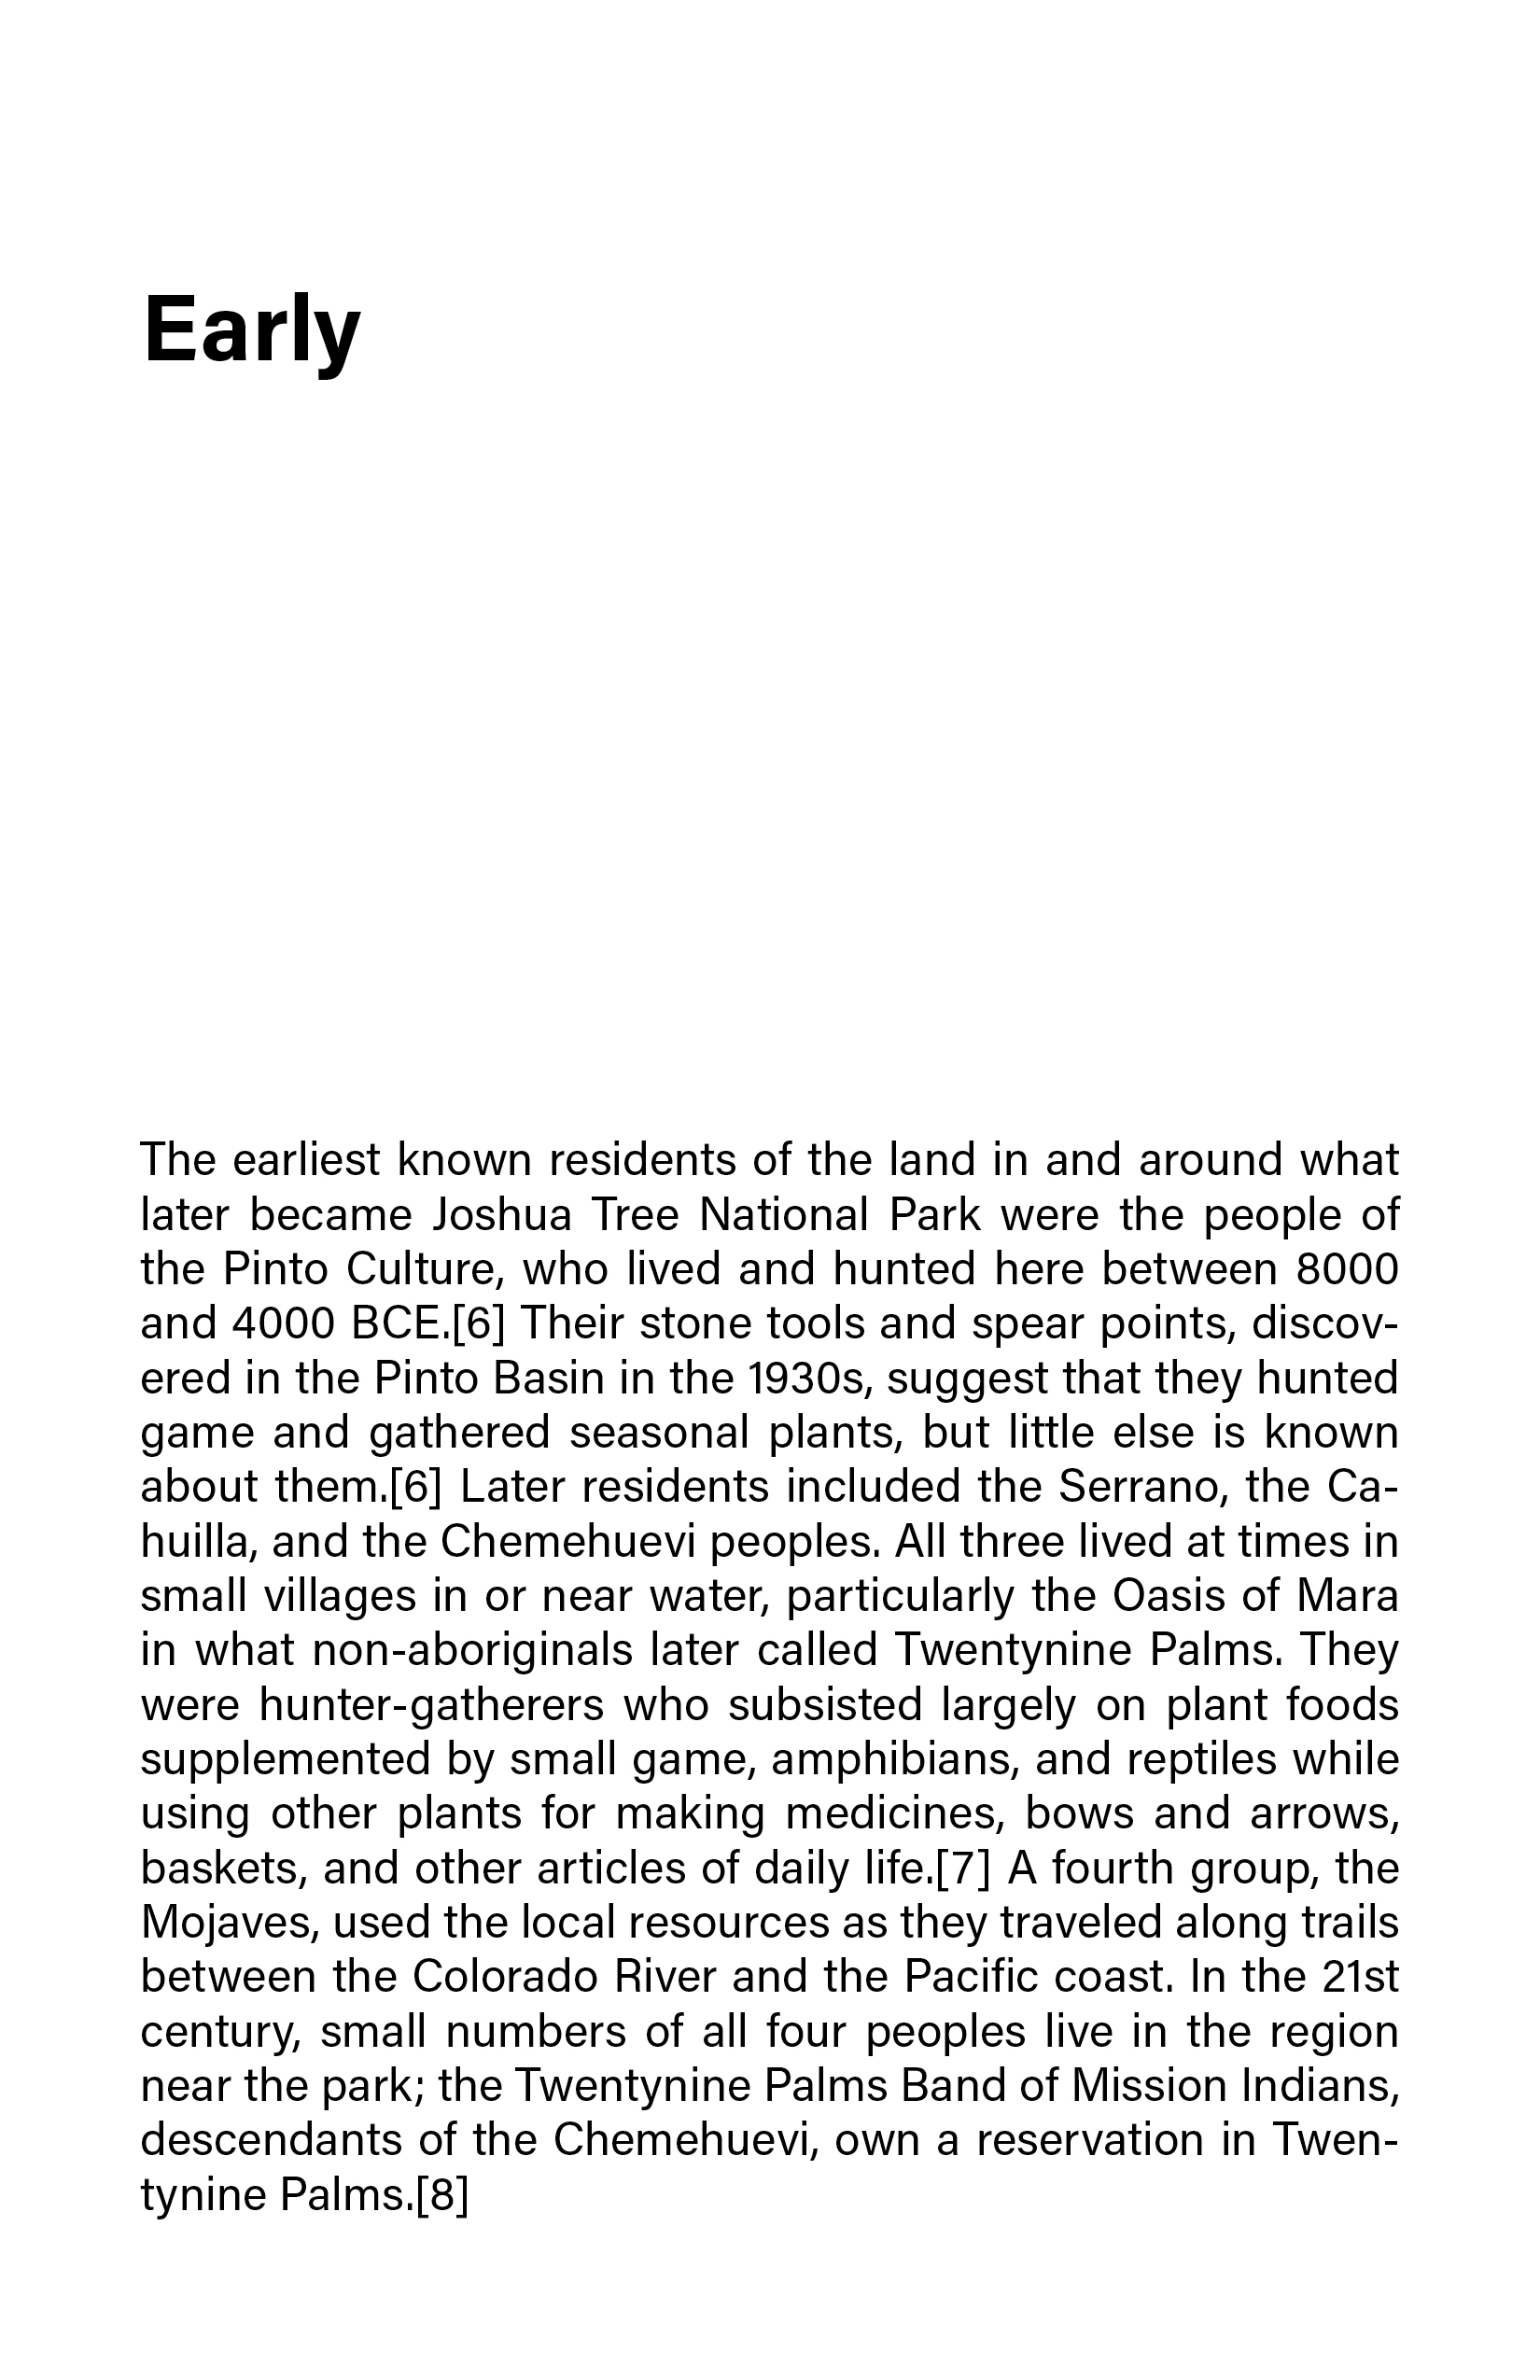 Early
The earliest known residents of the land in and around what
later became Joshua Tree National Park were the people of
the Pinto Culture, who lived and hunted here between 8000
and 4000 BCE.[6] Their stone tools and spear points, discov-
ered in the Pinto Basin in the 1930s, suggest that they hunted
game and gathered seasonal plants, but little else is known
about them.[6] Later residents included the Serrano, the Ca-
huilla, and the Chemehuevi peoples. All three lived at times in
small villages in or near water, particularly the Oasis of Mara
in what non-aboriginals later called Twentynine Palms. They
were hunter-gatherers who subsisted largely on plant foods
supplemented by small game, amphibians, and reptiles while
using other plants for making medicines, bows and arrows,
baskets, and other articles of daily life.[7] A fourth group, the
Mojaves, used the local resources as they traveled along trails
between the Colorado River and the Pacific coast. In the 21st
century, small numbers of all four peoples live in the region
near the park; the Twentynine Palms Band of Mission Indians,
descendants of the Chemehuevi, own a reservation in Twen-
tynine Palms.[8]